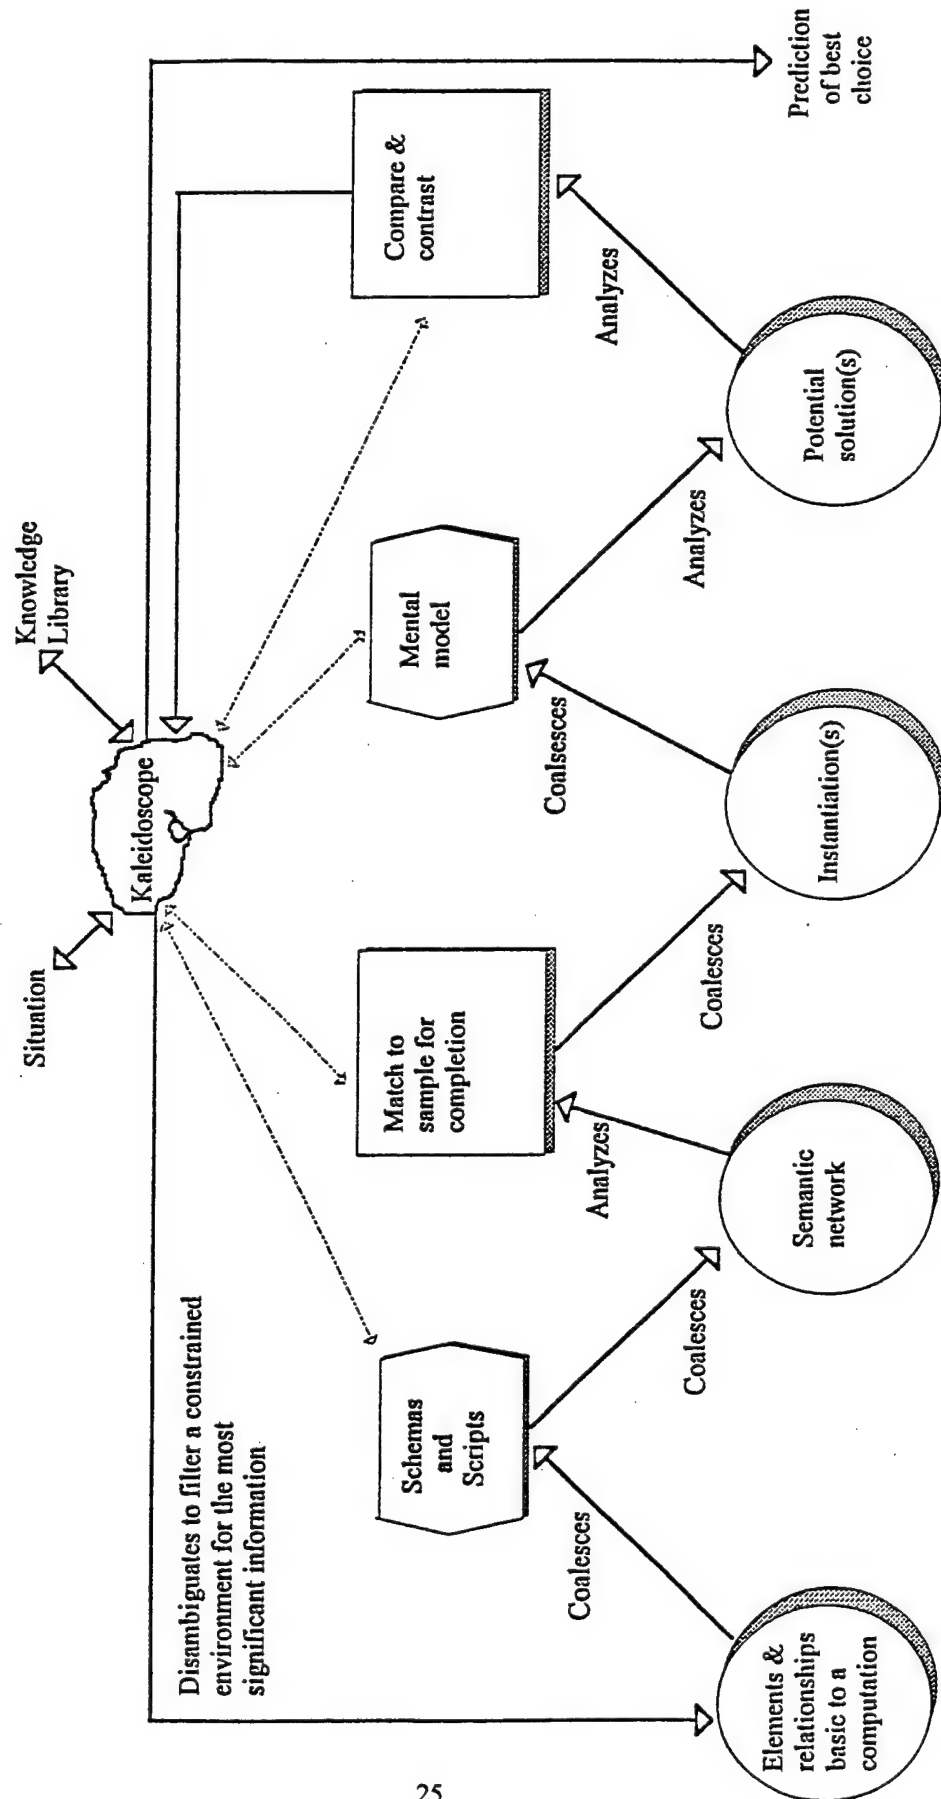 Situation
Knowledge
Library
Kaleidoscope
Disambiguates to filter a constrained
environment for the most
significant information
Schemas
and
Scripts
Match to
sample for
completion
Mental
model
Compare &
contrast
Coalesces
Coalesces
Analyzes
Coalesces
Coalsesces
Analyzes
Analyzes
Elements &
relationships
basic to a
computation
Semantic
network
Instantiation(s)
Potential
solution(s)
Prediction
of best
choice
25